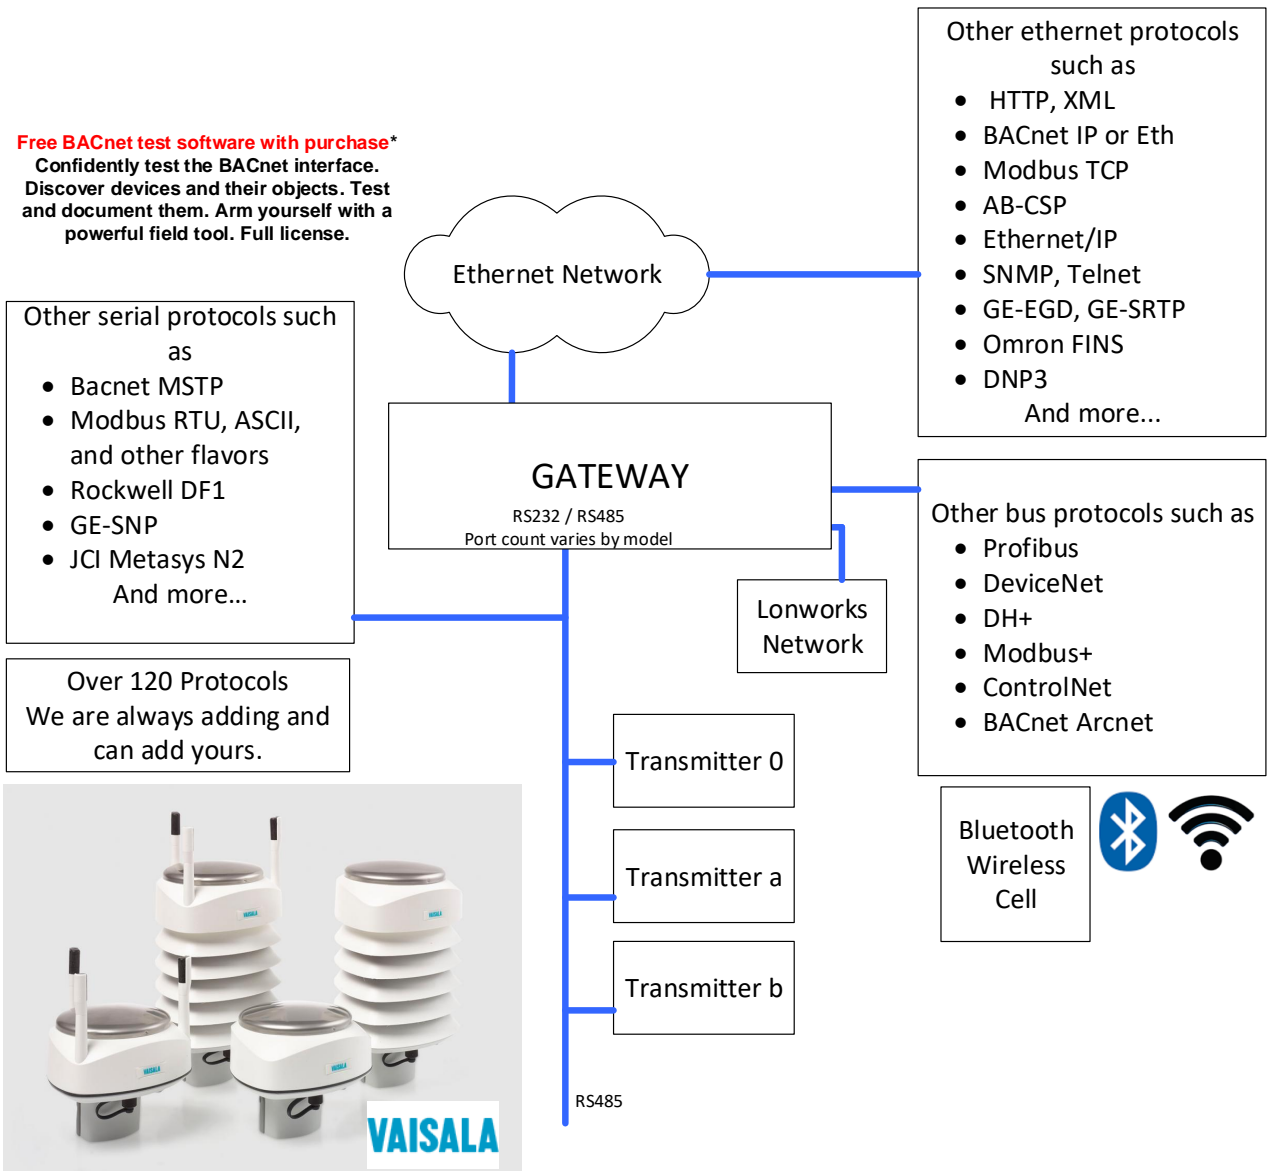 Free BACnet test software with purchase*
Confidently test the BACnet interface.
Discover devices and their objects. Test
and document them. Arm yourself with a
powerful field tool. Full license.
Ethernet Network
Other ethernet protocols
such as
• HTTP, XML
• BACnet IP or Eth
• Modbus TCP
• AB-CSP
• Ethernet/IP
• SNMP, Telnet
• GE-EGD, GE-SRTP
• Omron FINS
• DNP3
And more...
Other serial protocols such
as
• Bacnet MSTP
• Modbus RTU, ASCII,
and other flavors
• Rockwell DF1
• GE-SNP
• JCI Metasys N2
And more…
GATEWAY
RS232 / RS485
Port count varies by model
Lonworks
Network
Other bus protocols such as
• Profibus
• DeviceNet
• DH+
• Modbus+
• ControlNet
• BACnet Arcnet
Over 120 Protocols
We are always adding and
can add yours.
Transmitter 0
Transmitter a
Transmitter b
Bluetooth
Wireless
Cell
RS485
VAISALA
VAISALA
VAISALA
VAISALA
VAISALA